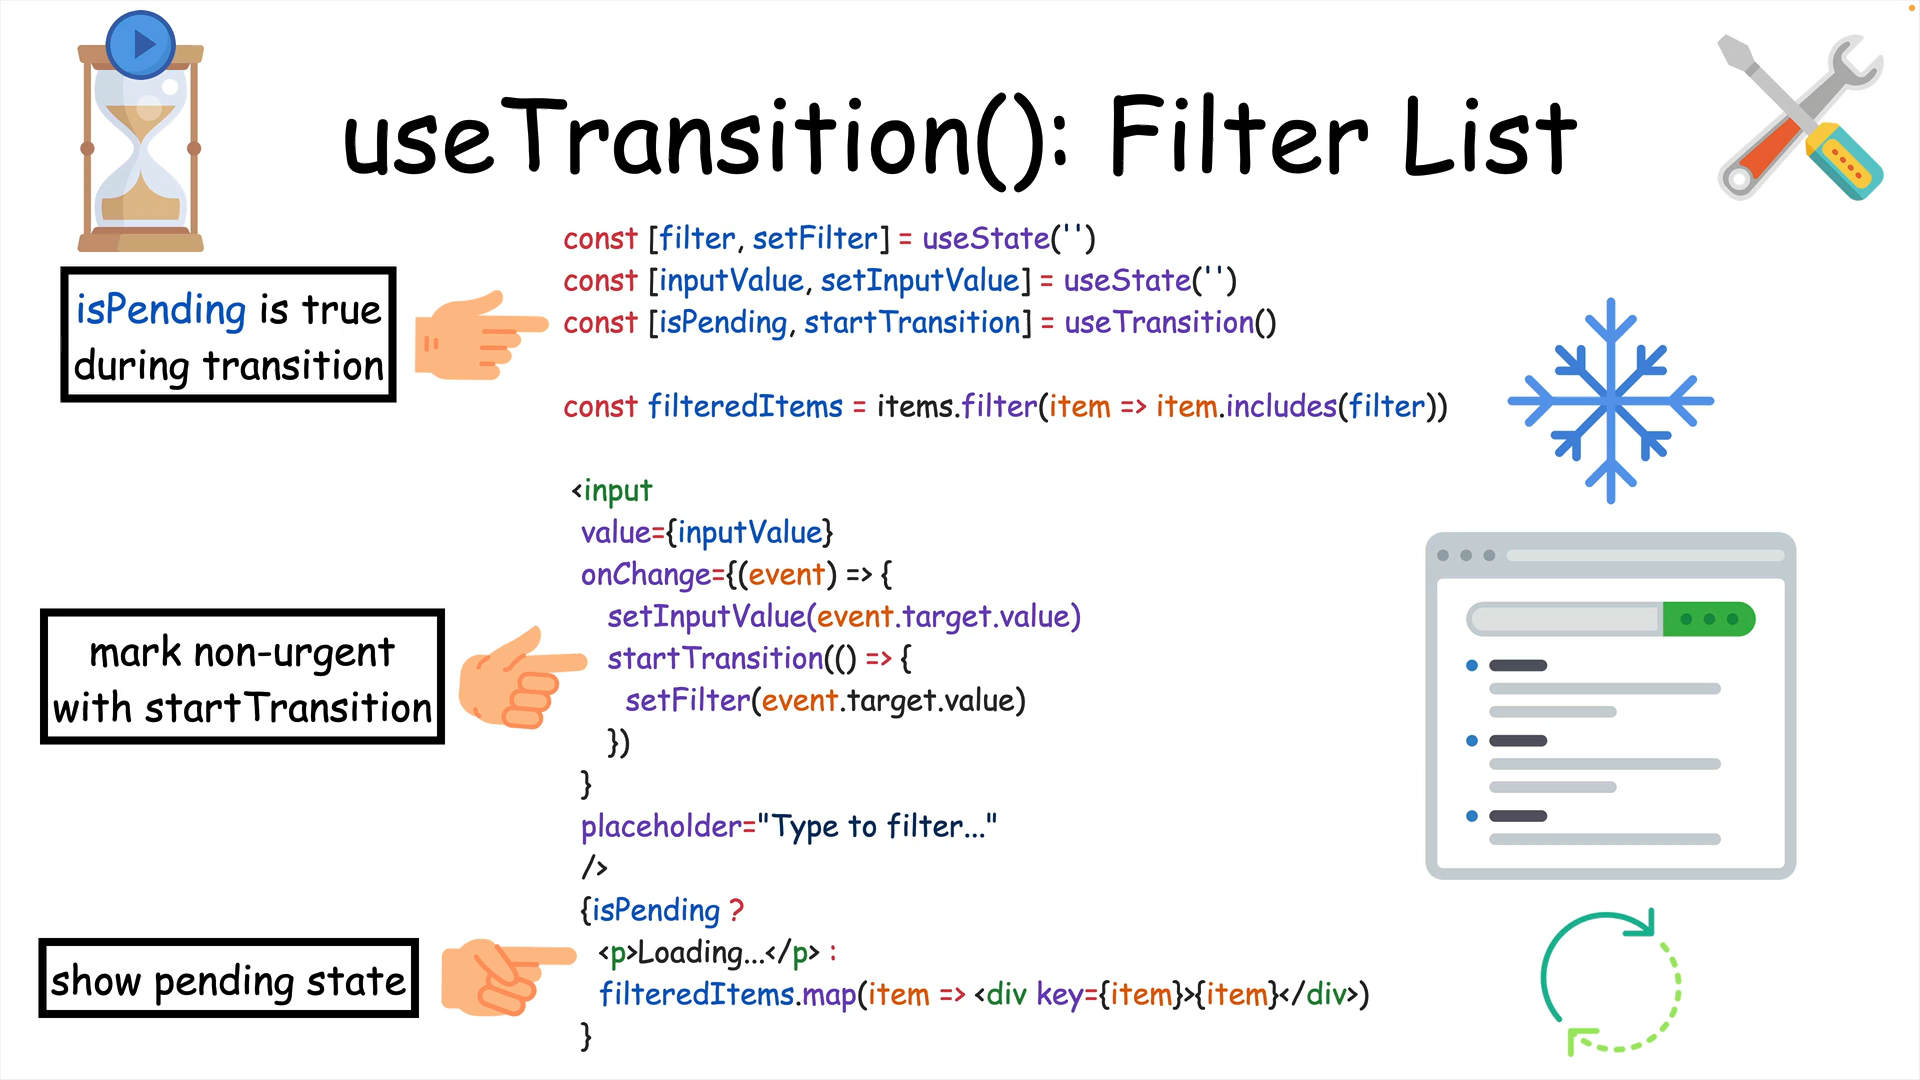 useTransition(): Filter List
const [filter, setFilter] = useState('')
const [inputValue, setInputValue] = useState('')
const [isPending, startTransition] = useTransition()
isPending is true
during transition
const filteredItems = items.filter(item => item.includes(filter))
<input
value={inputValue}
onChange={(event) => {
setInputValue(event.target.value)
startTransition(() => {
setFilter(event.target.value)
})
}
mark non-urgent
with startTransition
placeholder="Type to filter..."
/>
{isPending ?
<p>Loading...</p> :
filteredItems.map(item => <div key={item}>{item}</div>)
}
show pending state